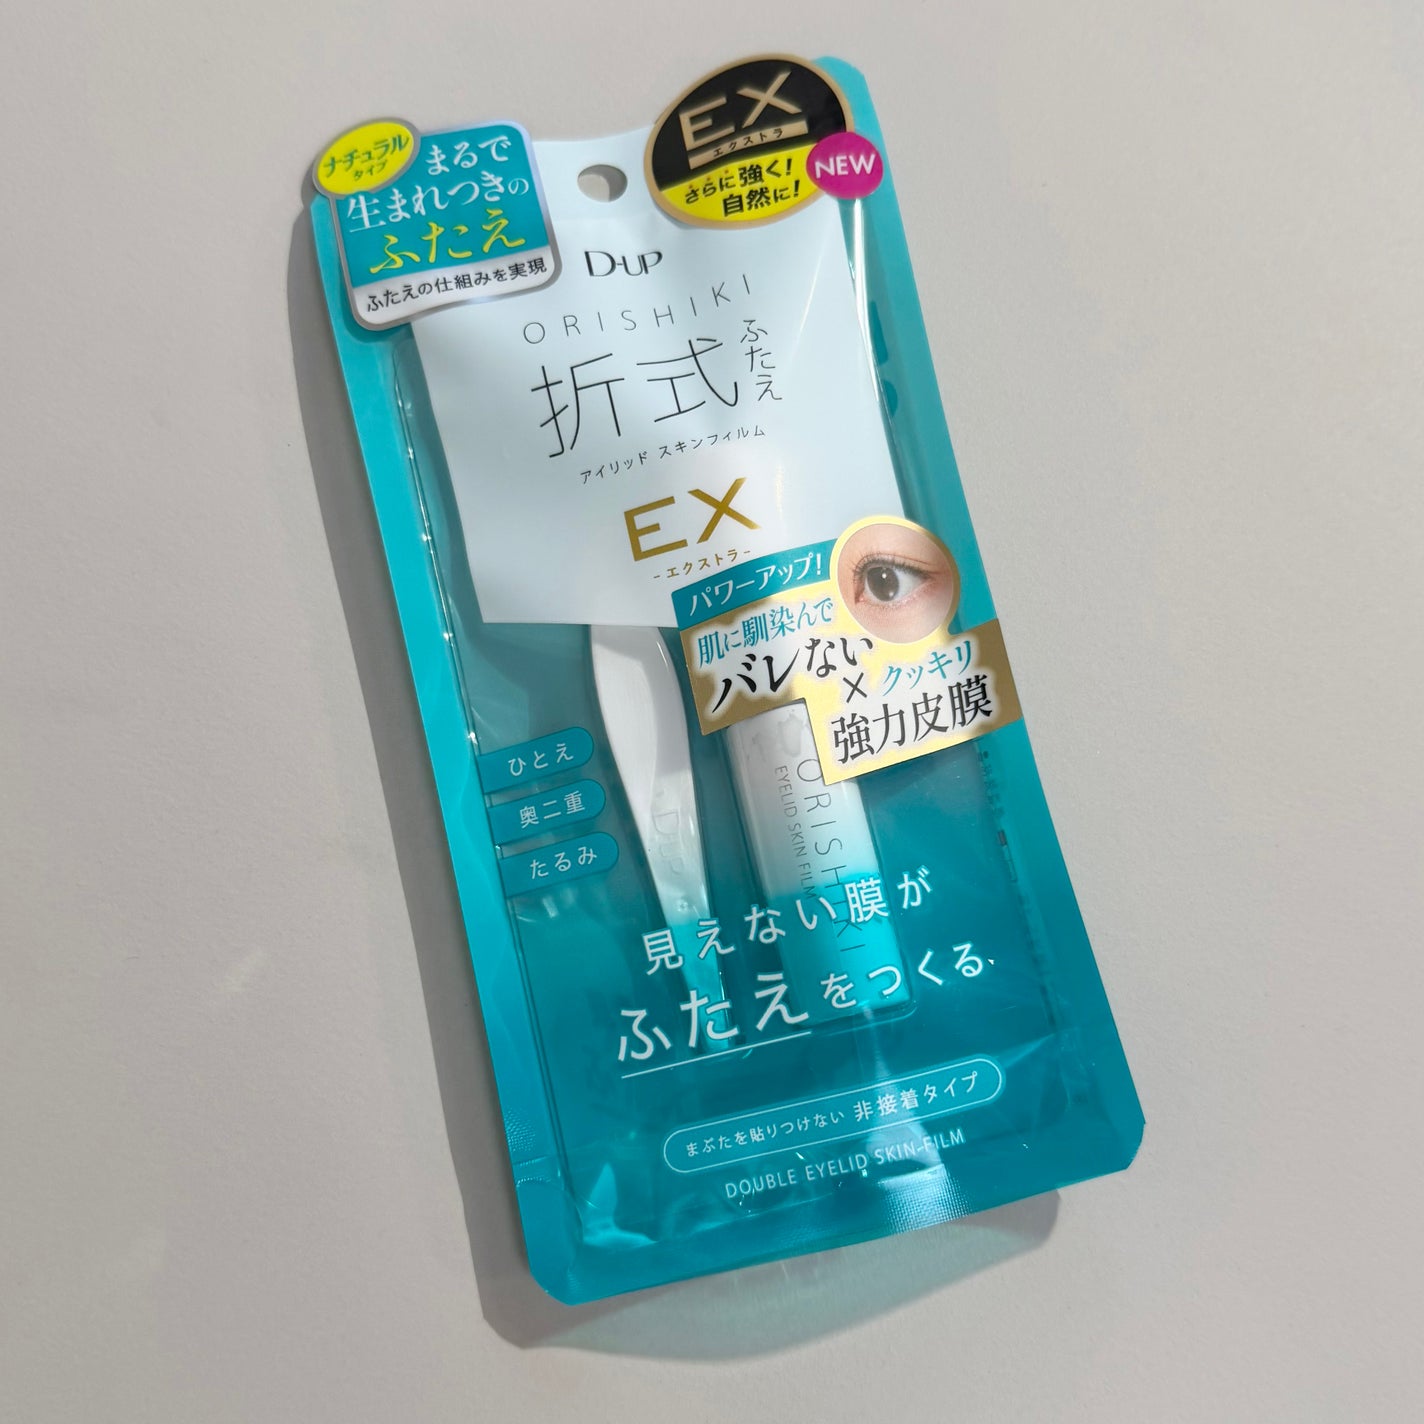 ナチュラル
タイプ
まるで
生まれつきの
ふたえ
ふたえの仕組みを実現
EX
エクストラ
さらに強く!
自然に!
NEW
D-UP
ORISHIKI
折式
ふたえ
アイリッド スキンフィルム
EX
-エクストラ-
パワーアップ!
肌に馴染んで
バレない
×クッキリ
強力皮膜
ひとえ
奥二重
たるみ
D-UP
ORISHIKI
EYELID SKIN FILM
見えない膜が
ふたえをつくる
まぶたを貼りつけない 非接着タイプ
DOUBLE EYELID SKIN-FILM